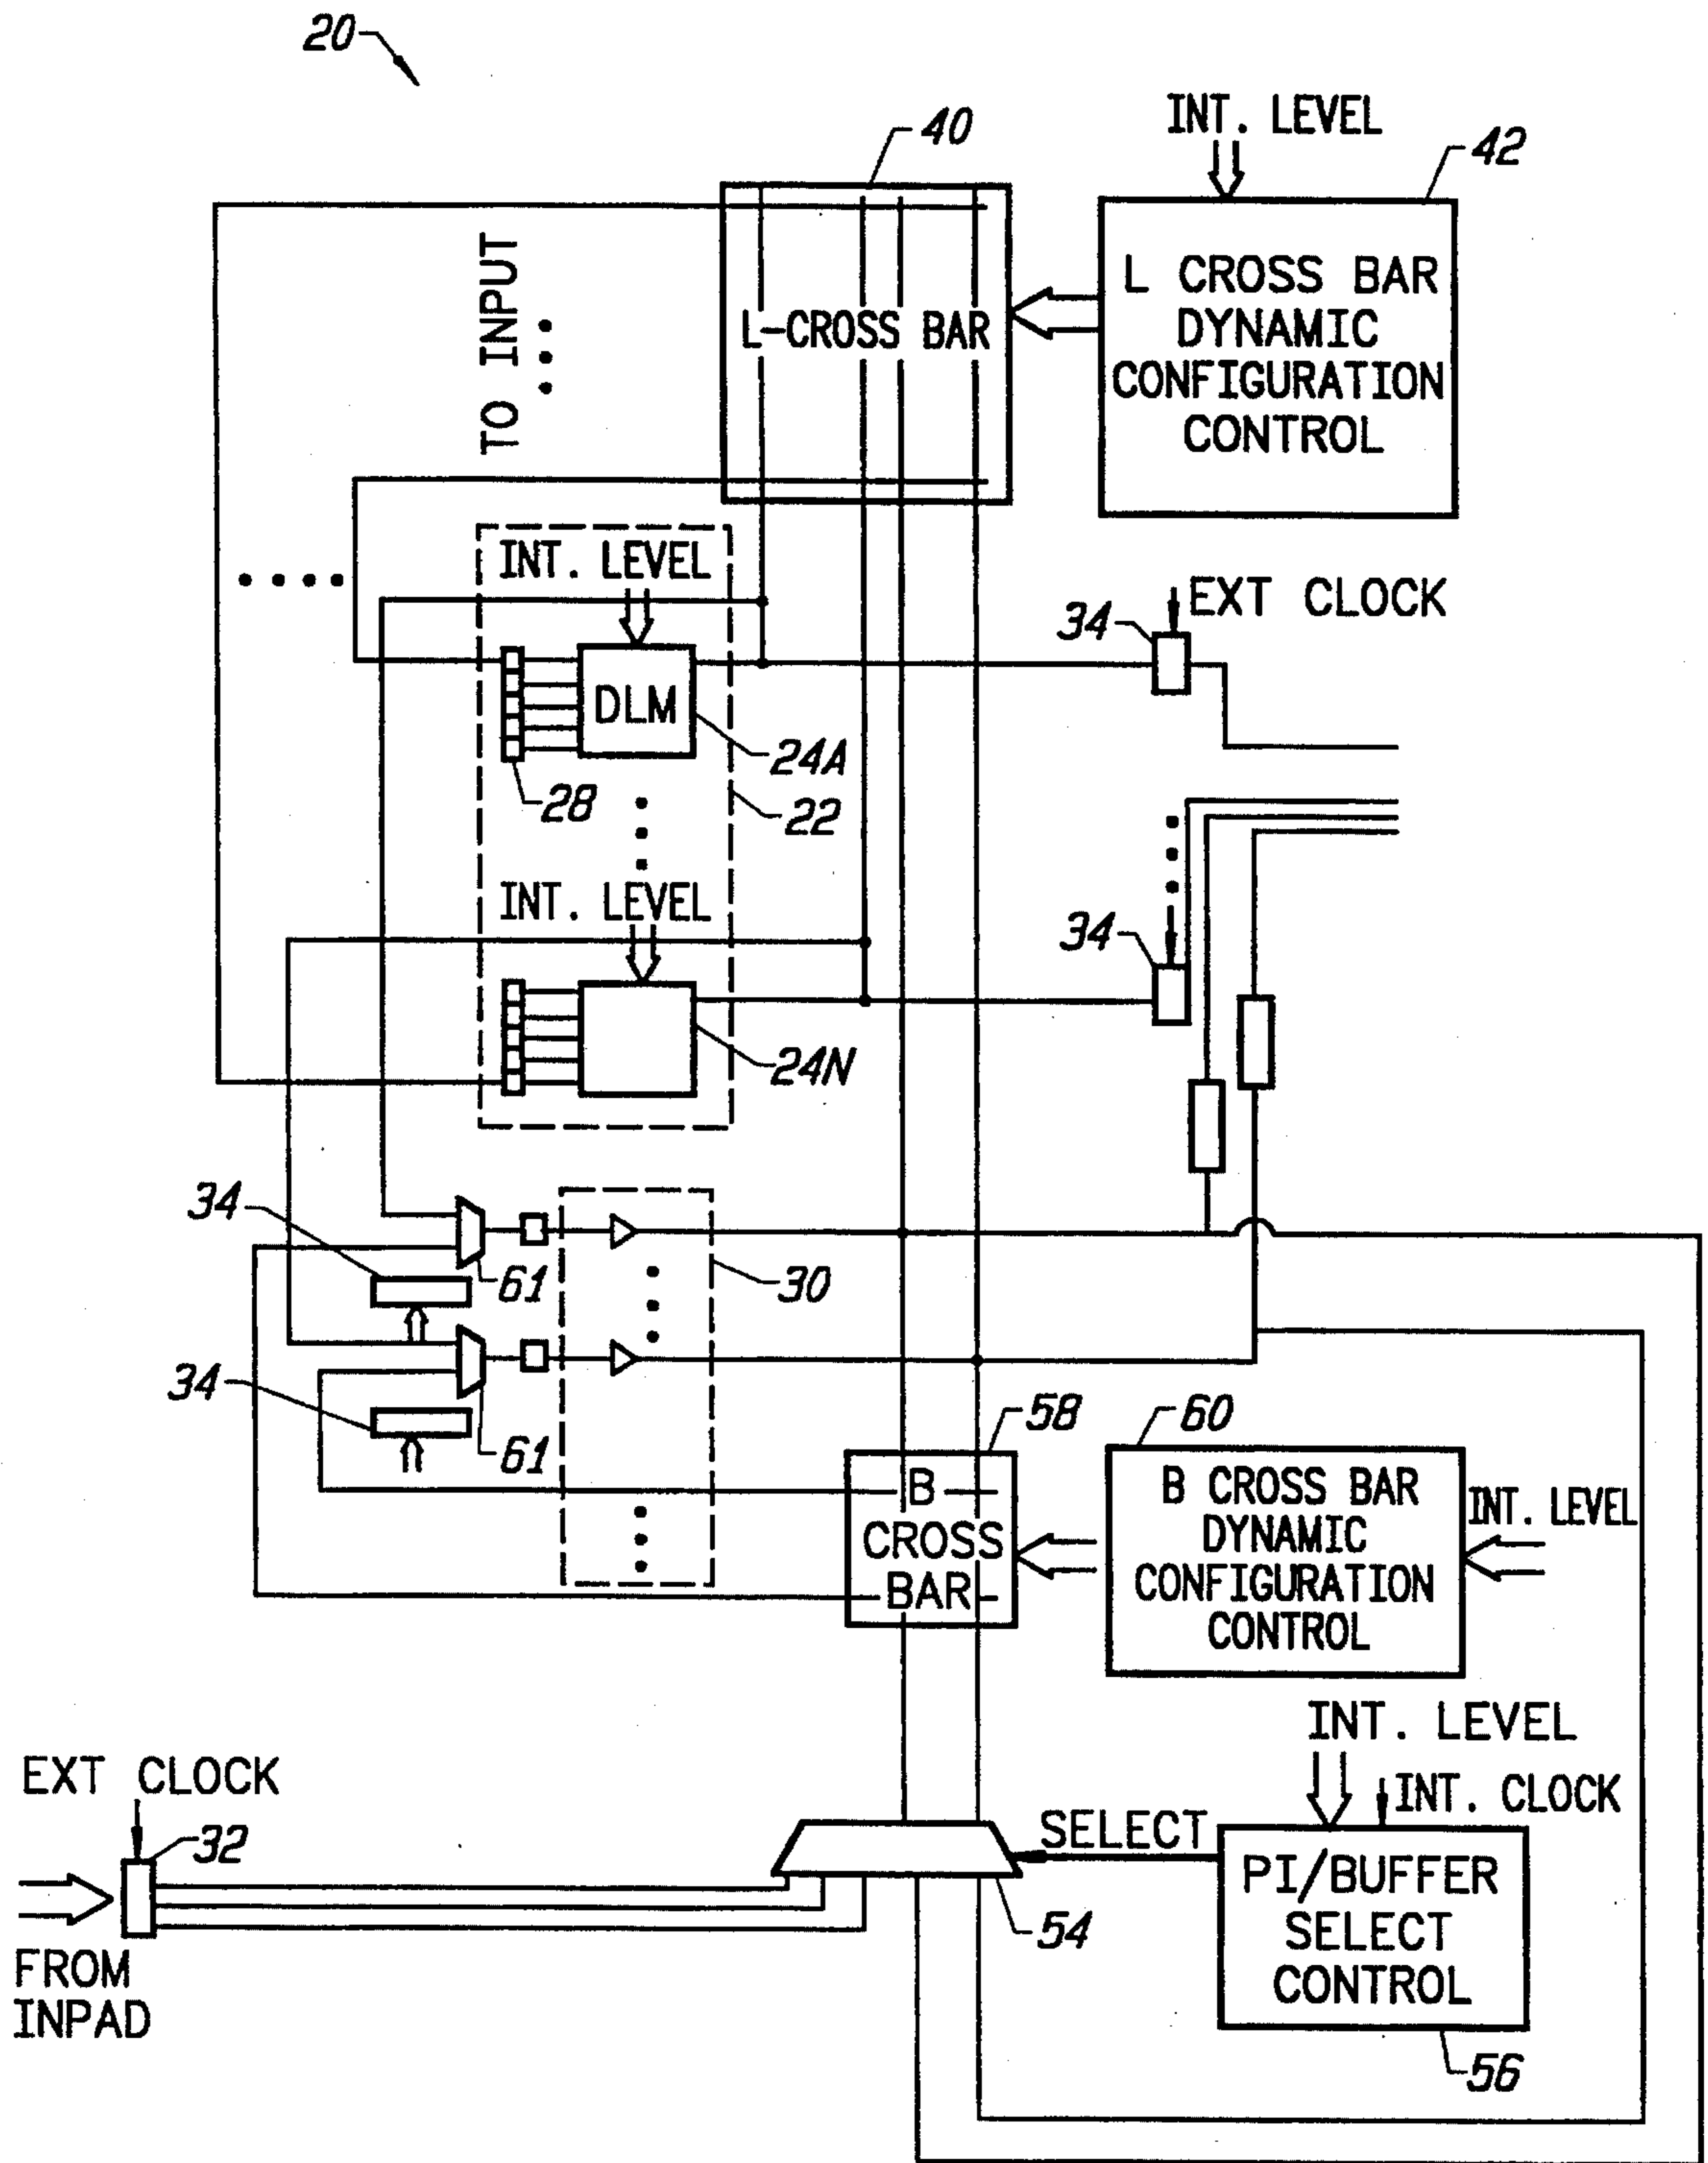 20
40
INT. LEVEL
42
TO INPUT
L-CROSS BAR
L CROSS BAR
DYNAMIC
CONFIGURATION
CONTROL
INT. LEVEL
34
EXT CLOCK
DLM
24A
28
22
INT. LEVEL
34
24N
34
61
30
34
61
58
60
B
CROSS
BAR
B CROSS BAR
DYNAMIC
CONFIGURATION
CONTROL
INT. LEVEL
INT. LEVEL
INT. CLOCK
EXT CLOCK
32
SELECT
PI/BUFFER
SELECT
CONTROL
54
FROM
INPAD
56